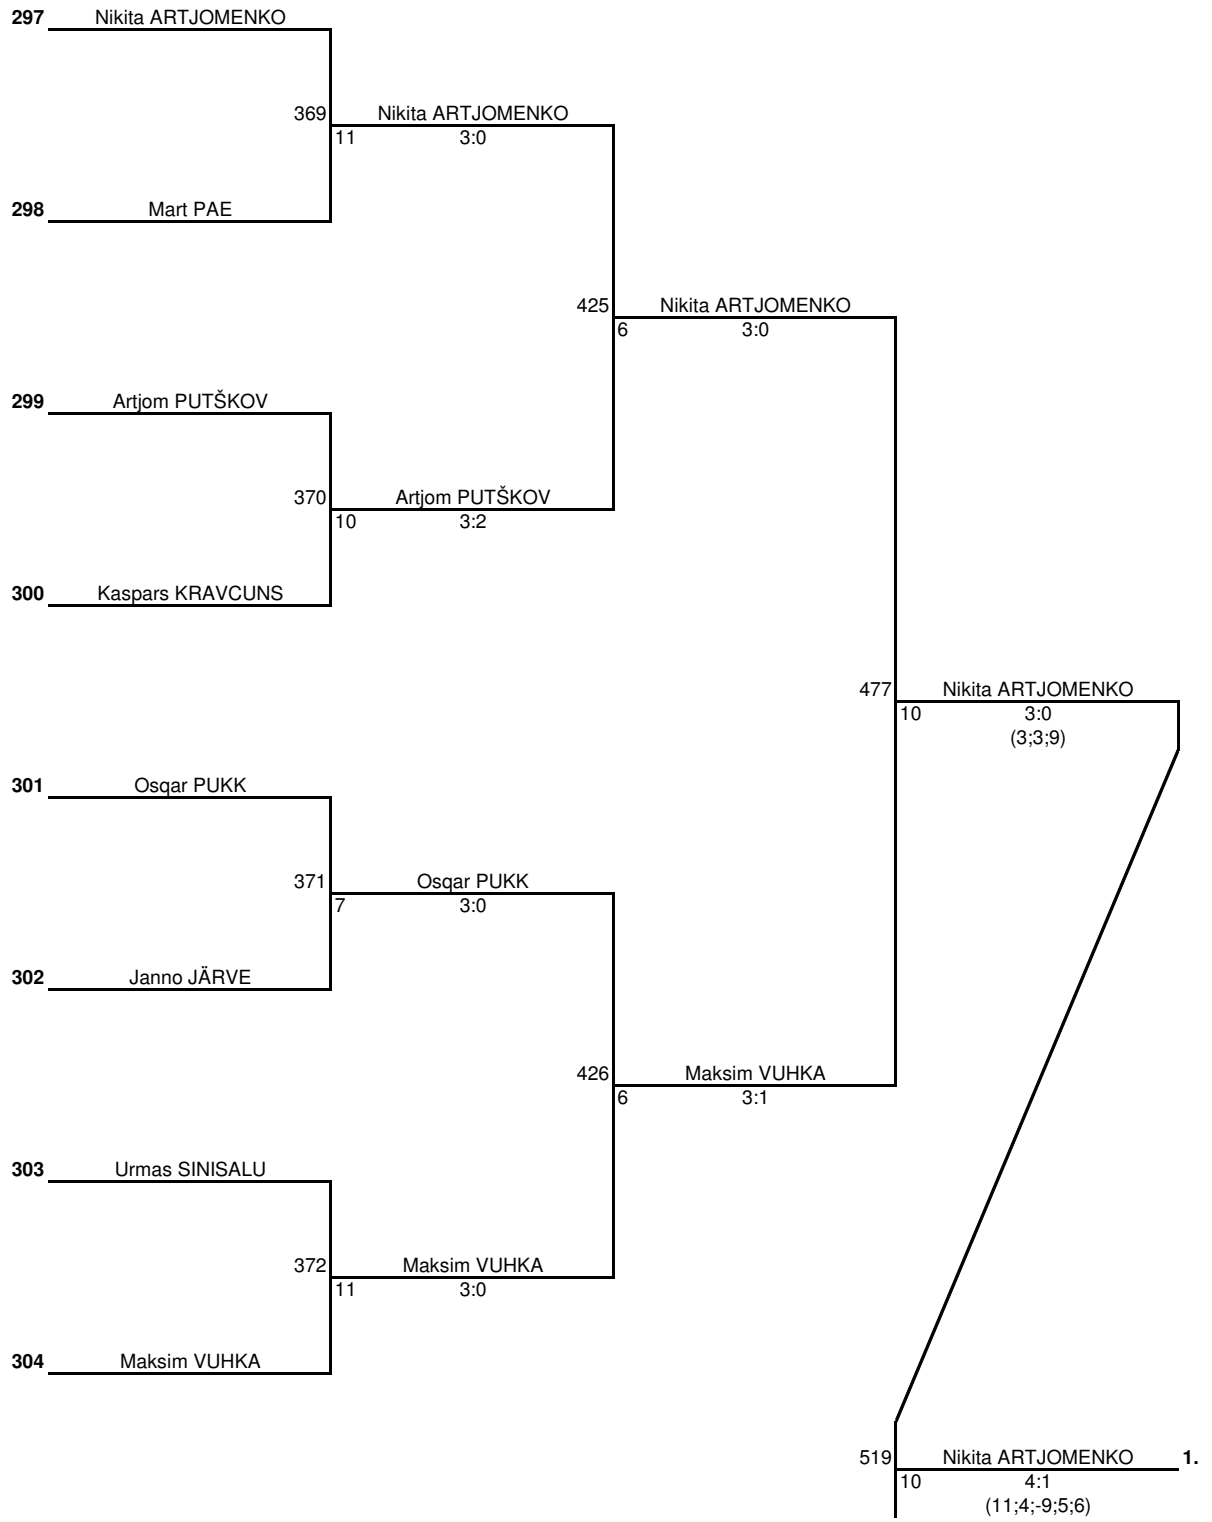 297 Nikita ARTJOMENKO
369 Nikita ARTJOMENKO
11 3:0
298 Mart PAE
425 Nikita ARTJOMENKO
6 3:0
299 Artjom PUTŠKOV
370 Artjom PUTŠKOV
10 3:2
300 Kaspars KRAVCUNS
477 Nikita ARTJOMENKO
10 3:0
(3;3;9)
301 Osqar PUKK
371 Osqar PUKK
7 3:0
302 Janno JÄRVE
426 Maksim VUHKA
6 3:1
303 Urmas SINISALU
372 Maksim VUHKA
11 3:0
304 Maksim VUHKA
519 Nikita ARTJOMENKO 1.
10 4:1
(11;4;-9;5;6)